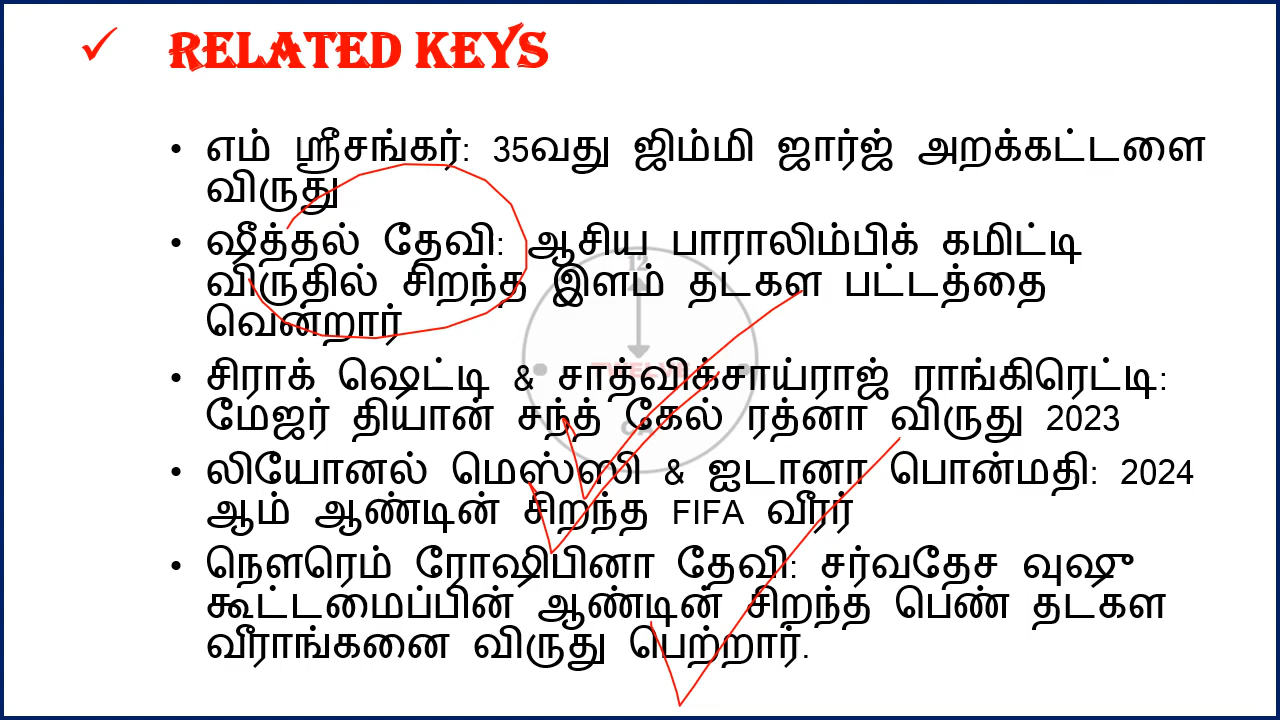 RELATED KEYS
• எம் ஸ்ரீசங்கர்: 35வது ஜிம்மி ஜார்ஜ் அறக்கட்டளை
விருது
• ஷீத்தல் தேவி: ஆசிய பாராலிம்பிக் கமிட்டி
விருதில் சிறந்த இளம் தடகள பட்டத்தை
வென்றார்
• சிராக் ஷெட்டி & சாத்விக்சாய்ராஜ் ராங்கிரெட்டி:
மேஜர் தியான் சந்த் கேல் ரத்னா விருது 2023
• லியோனல் மெஸ்ஸி & ஐடானா பொன்மதி: 2024
ஆம் ஆண்டின் சிறந்த FIFA வீரர்
• நௌரெம் ரோஷிபினா தேவி: சர்வதேச வுஷு
கூட்டமைப்பின் ஆண்டின் சிறந்த பெண் தடகள
வீராங்கனை விருது பெற்றார்.
12